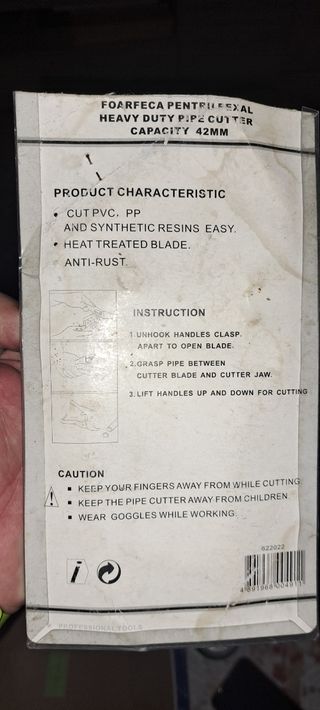 FOARFECA PENTRU PEXAL
HEAVY DUTY PIPE CUTTER
CAPACITY 42MM
PRODUCT CHARACTERISTIC
• CUT PVC, PP
AND SYNTHETIC RESINS EASY.
• HEAT TREATED BLADE.
ANTI-RUST.
INSTRUCTION
1.UNHOOK HANDLES CLASP.
APART TO OPEN BLADE.
2.GRASP PIPE BETWEEN
CUTTER BLADE AND CUTTER JAW.
3.LIFT HANDLES UP AND DOWN FOR CUTTING
CAUTION
▪ KEEP YOUR FINGERS AWAY FROM WHILE CUTTING.
▪ KEEP THE PIPE CUTTER AWAY FROM CHILDREN.
▪ WEAR GOGGLES WHILE WORKING.
622022
PROFESSIONAL TOOLS